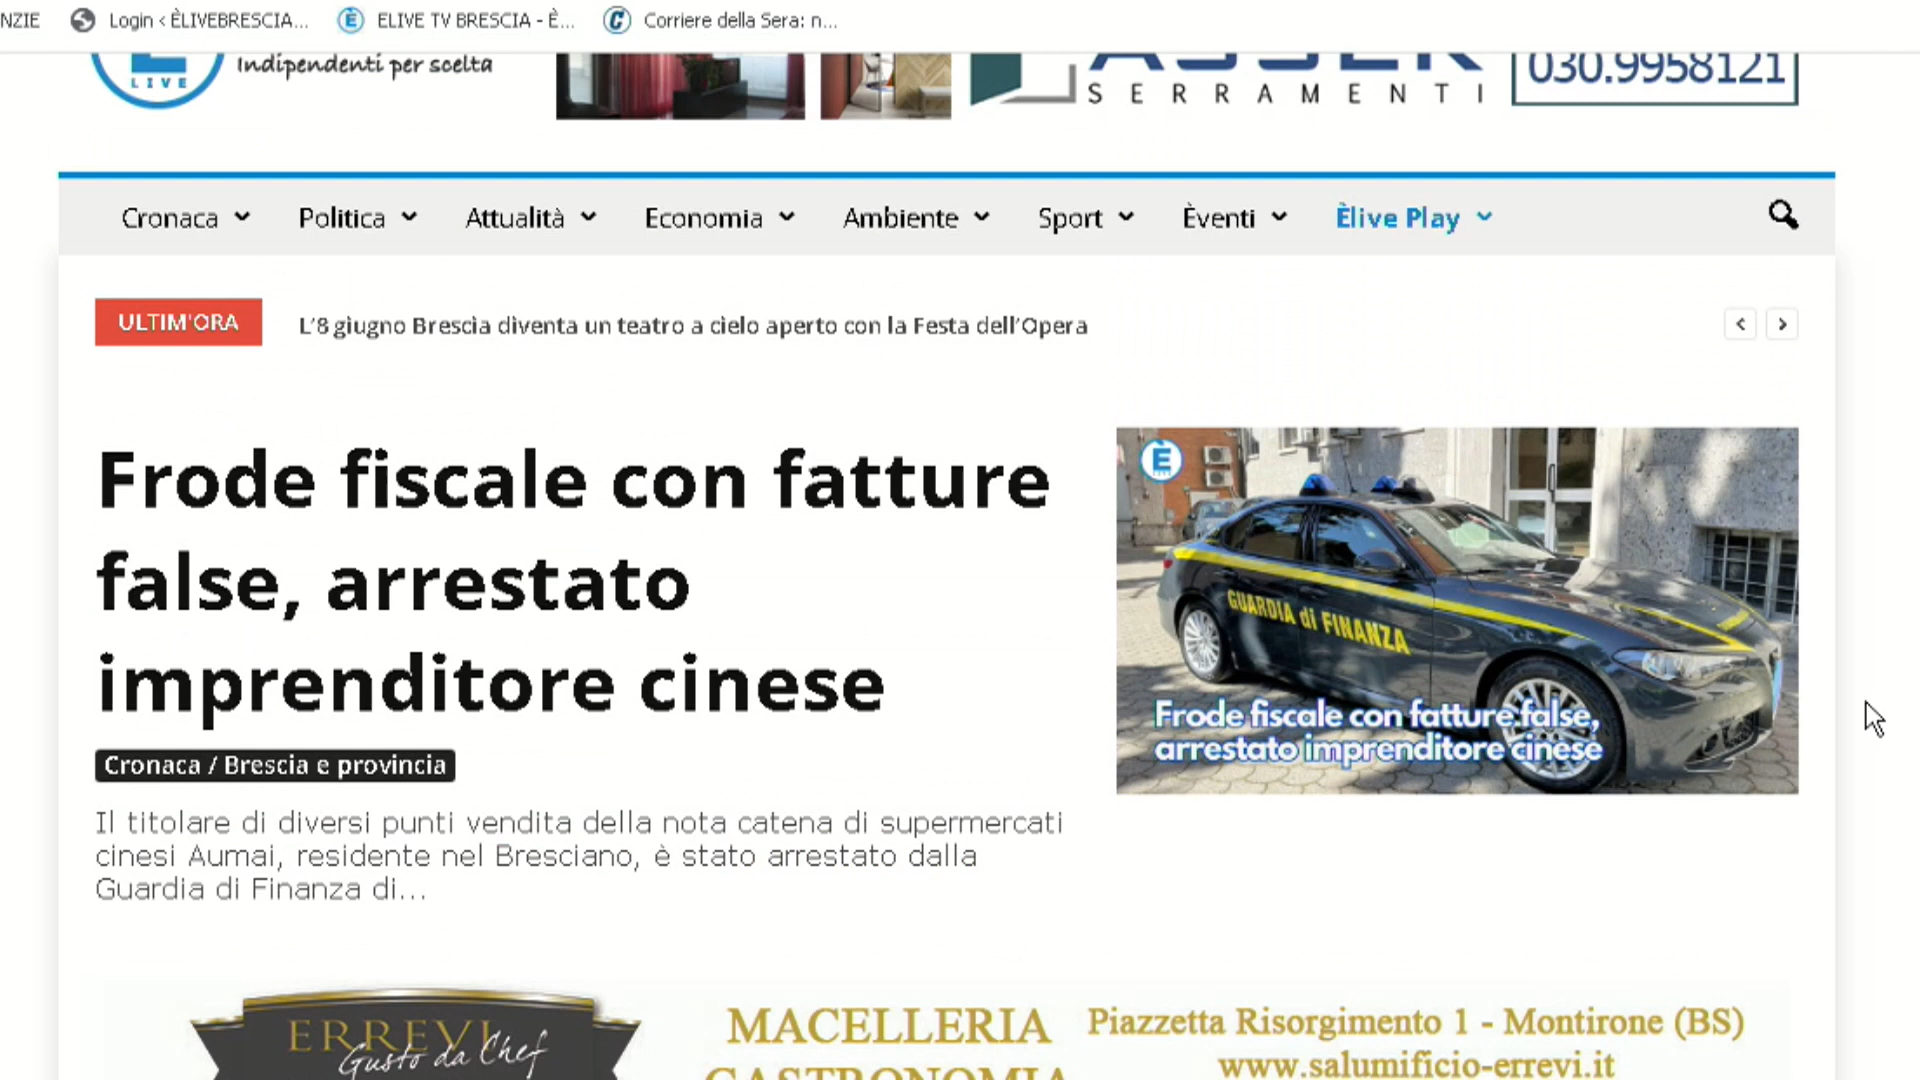 NZIE Login ‹ ÈLIVEBRESCIA... ELIVE TV BRESCIA - È... Corriere della Sera: n...
LIVE
Indipendenti per scelta
SERRAMENTI
030.9958121
Cronaca Politica Attualità Economia Ambiente Sport Èventi Èlive Play
ULTIM'ORA L'8 giugno Brescia diventa un teatro a cielo aperto con la Festa dell'Opera
Frode fiscale con fatture
false, arrestato
imprenditore cinese
Cronaca / Brescia e provincia
Il titolare di diversi punti vendita della nota catena di supermercati
cinesi Aumai, residente nel Bresciano, è stato arrestato dalla
Guardia di Finanza di...
È
GUARDIA di FINANZA
Frode fiscale con fatture false,
arrestato imprenditore cinese
ERREVI
Gusto da Chef
MACELLERIA
GASTRONOMIA
Piazzetta Risorgimento 1 - Montirone (BS)
www.salumificio-errevi.it